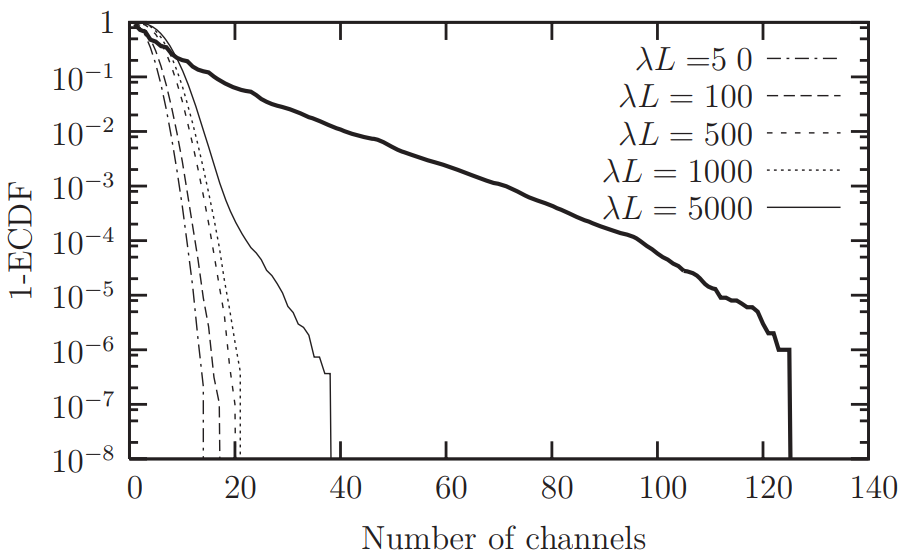 1
10⁻¹
10⁻²
10⁻³
10⁻⁴
10⁻⁵
10⁻⁶
10⁻⁷
10⁻⁸
1-ECDF
λL =5 0
λL = 100
λL = 500
λL = 1000
λL = 5000
0 20 40 60 80 100 120 140
Number of channels